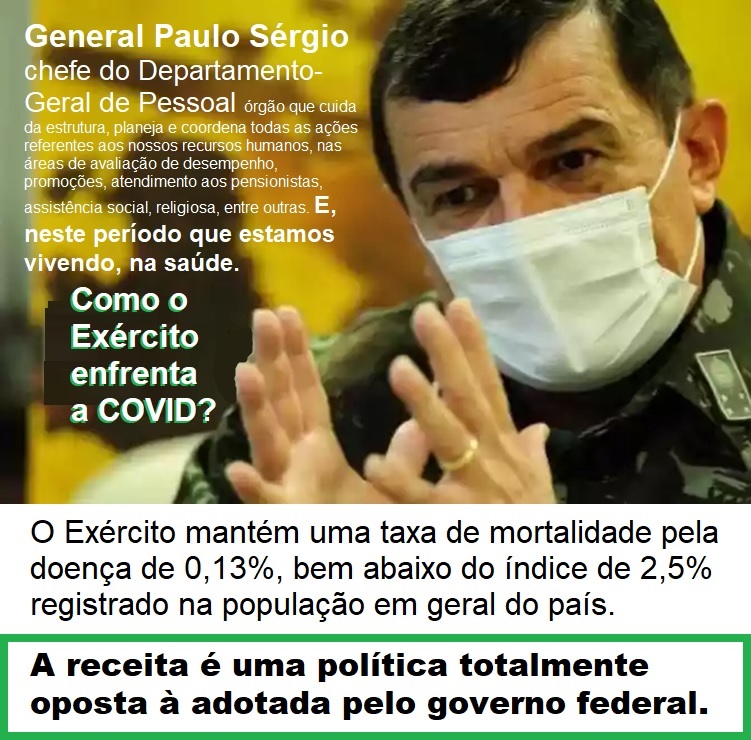 General Paulo Sérgio
chefe do Departamento-
Geral de Pessoal órgão que cuida
da estrutura, planeja e coordena todas as ações
referentes aos nossos recursos humanos, nas
áreas de avaliação de desempenho,
promoções, atendimento aos pensionistas,
assistência social, religiosa, entre outras. E,
neste período que estamos
vivendo, na saúde.
Como o
Exército
enfrenta
a COVID?
O Exército mantém uma taxa de mortalidade pela
doença de 0,13%, bem abaixo do índice de 2,5%
registrado na população em geral do país.
A receita é uma política totalmente
oposta à adotada pelo governo federal.